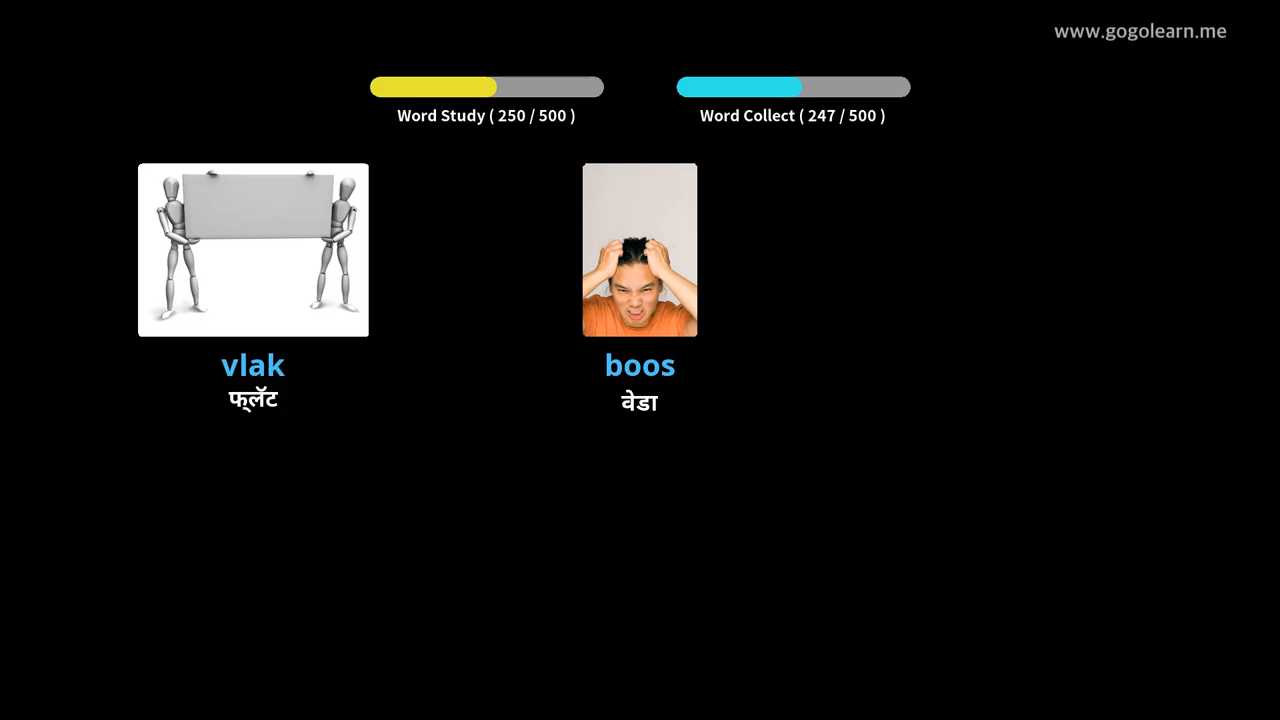 www.gogolearn.me
Word Study ( 250 / 500 )
Word Collect ( 247 / 500 )
vlak
फ्लॅट
boos
वेडा